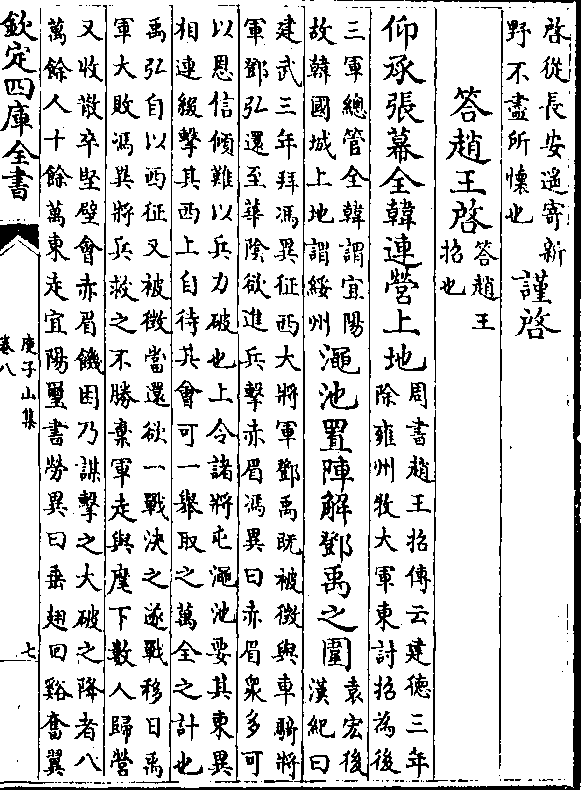 啓從長安遥寄新
野不盡所懷也
謹啓
答趙王啓
答趙王
招也
仰承張幕全韓連營上地
周書趙王招傳云建德三年
除雍州牧大軍東討招為後
三軍總管全韓謂宜陽
故韓國城上地謂綏州
澠池置陣解鄧禹之圍
袁宏後
漢紀曰
建武三年拜馮異征西大將軍鄧禹既被徴與車騎將
軍鄧弘還至華陰欲進兵擊赤眉馮異曰赤眉衆多可
以恩信傾難以兵力破也上令諸將屯澠池要其東異
相連綴擊其西上自待其會可一舉取之萬全之計也
禹弘自以西征又被徴當還欲一戰决之遂戰移日禹
軍大敗馮異將兵救之不勝棄軍走與麾下數人歸營
又收散卒堅壁會赤眉饑困乃謀擊之大破之降者八
萬餘人十餘萬東走宜陽璽書勞異曰垂翅回谿奮翼
欽定四庫全書
庾子山集
卷八
七